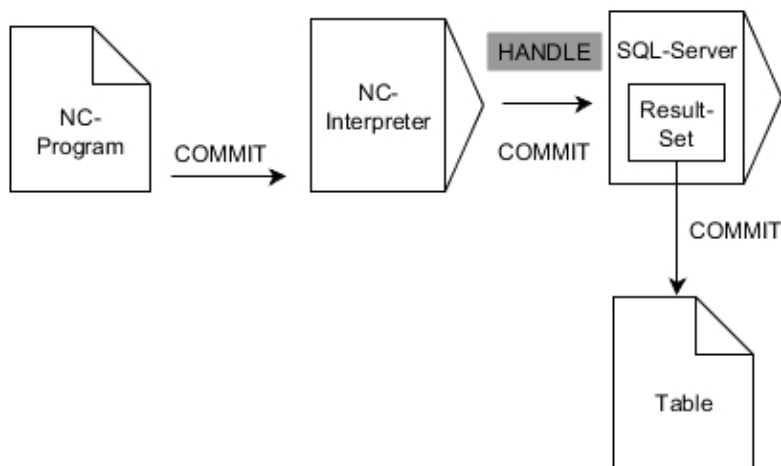 NC-
Program
COMMIT
NC-
Interpreter
HANDLE
COMMIT
SQL-Server
Result-
Set
COMMIT
Table